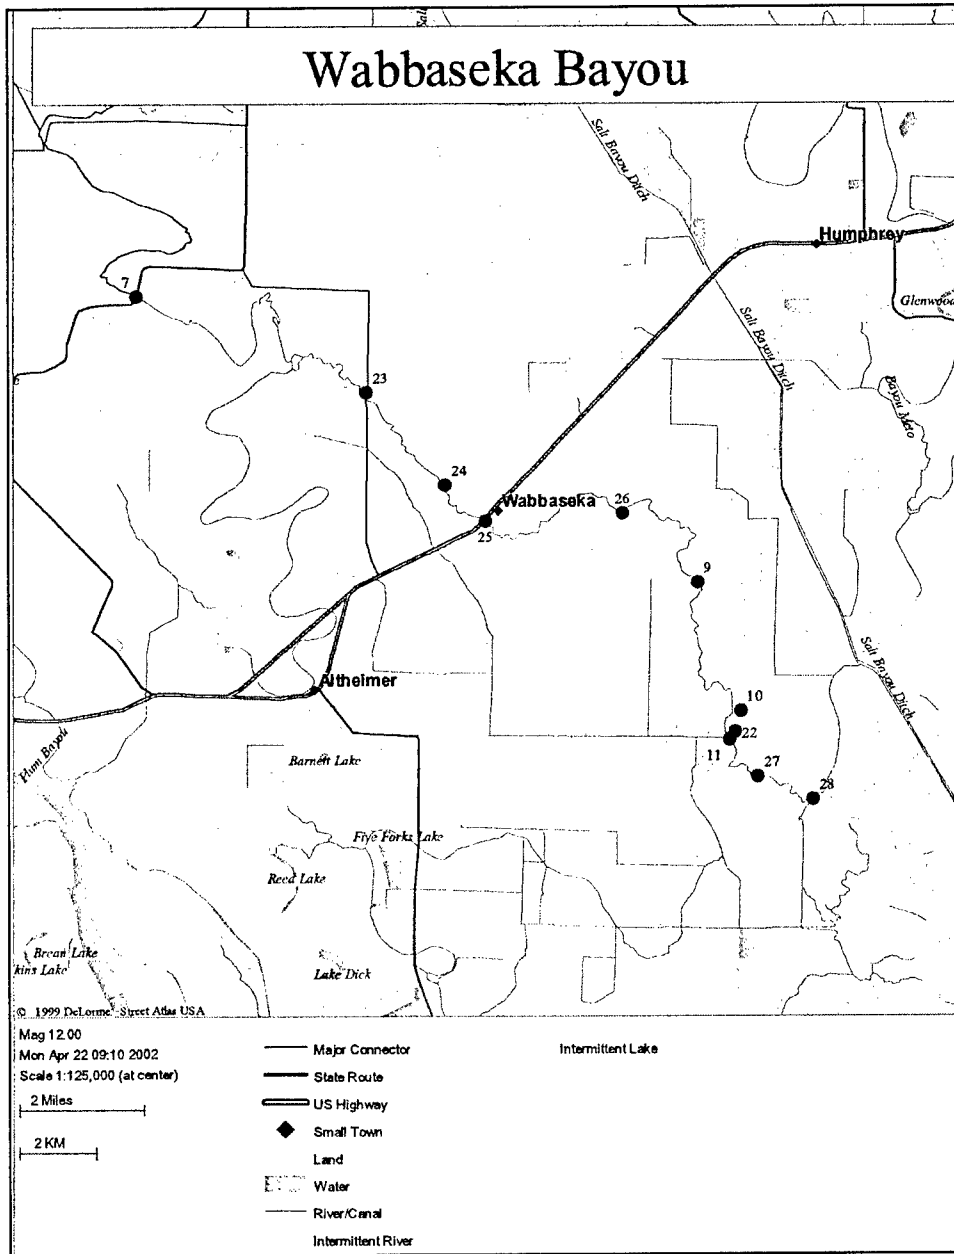 Salt
Wabbaseka Bayou
Salt Bayou Ditch
Humphrey
7
Glenwood
Salt Bayou Ditch
23
Bayou Meto
24
Wabbaseka
26
25
9
Salt Bayou Ditch
Altheimer
10
22
11
Plum Bayou
Barnett Lake
27
28
Five Forks Lake
Reed Lake
Brean Lake
kins Lake
Lake Dick
© 1999 DeLorme Street Atlas USA
Mag 12.00
Mon Apr 22 09:10 2002
Scale 1:125,000 (at center)
2 Miles
2 KM
Major Connector
State Route
US Highway
Small Town
Land
Water
River/Canal
Intermittent River
Intermittent Lake